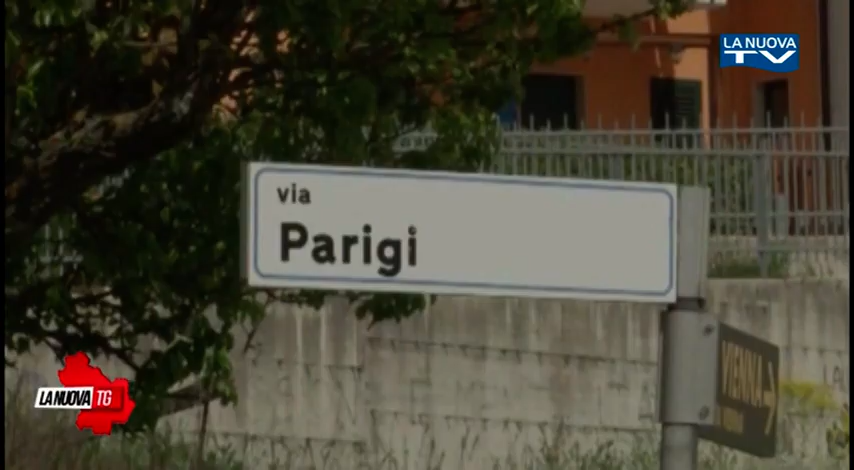 LA NUOVA
TV
via
Parigi
VIENNA
LA NUOVA TG